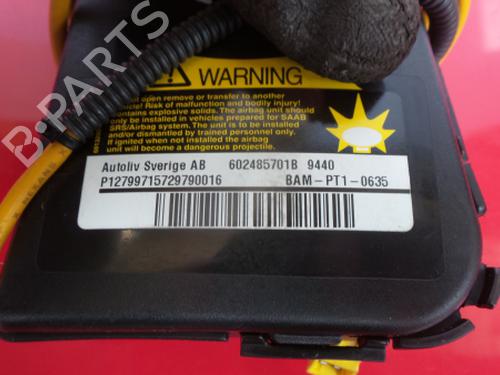 WARNING
not open remove or transfer to another
vehicle! Risk of malfunction and bodily injury!
contains explosive solids. The airbag unit should
only be installed in vehicles prepared for SAAB
SRS/Airbag system. The unit is to be installed
and/or dismantled by trained personnel only.
If ignited when not installed the airbag
unit will become a dangerous projectile.
Autoliv Sverige AB 602485701B 9440
P12799715729790016 BAM-PT1-0635
B-PARTS